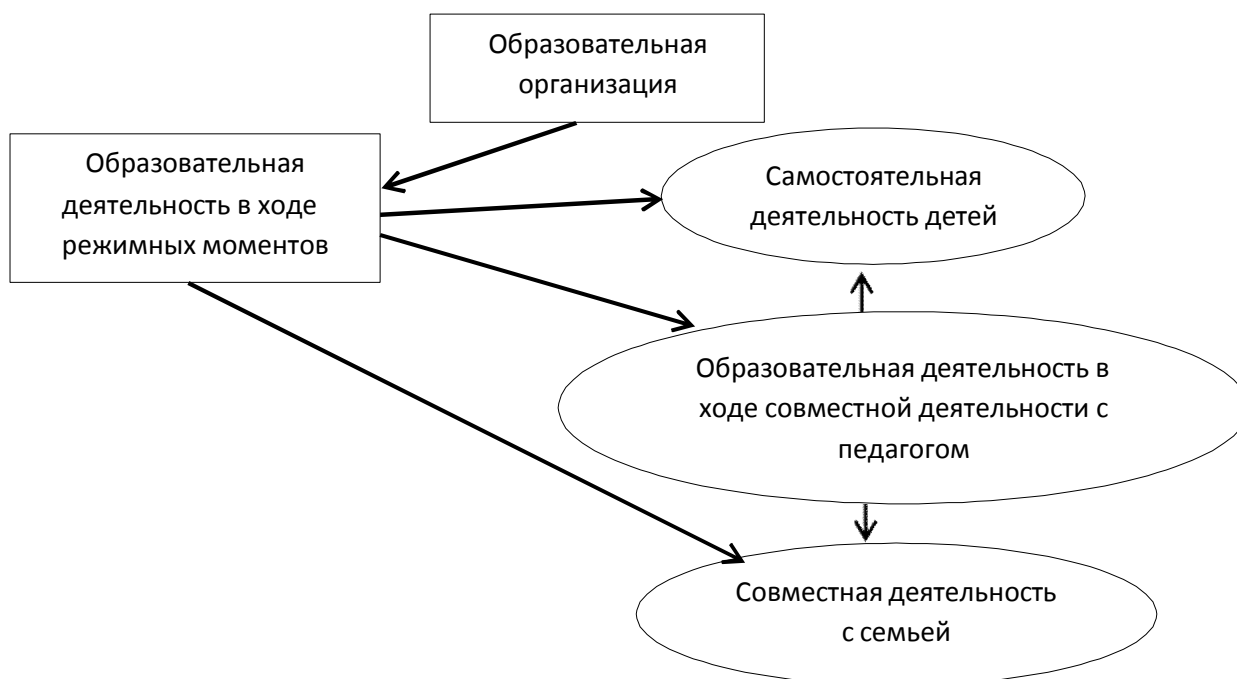 Образовательная
организация
Образовательная
деятельность в ходе
режимных моментов
Самостоятельная
деятельность детей
Образовательная деятельность в
ходе совместной деятельности с
педагогом
Совместная деятельность
с семьей